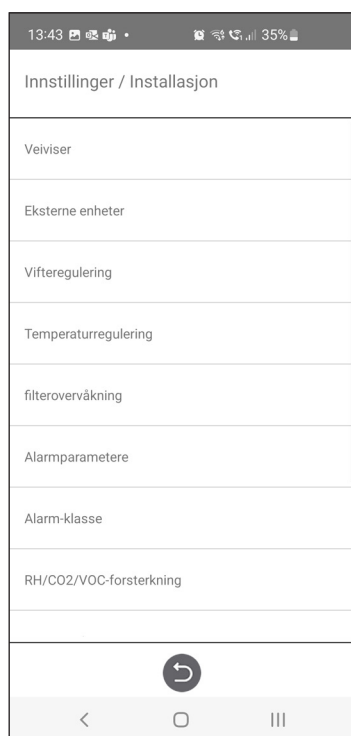 13:43 35%
Innstillinger / Installasjon
Veiviser
Eksterne enheter
Vifteregulering
Temperaturregulering
filterovervåkning
Alarmparametere
Alarm-klasse
RH/CO2/VOC-forsterkning